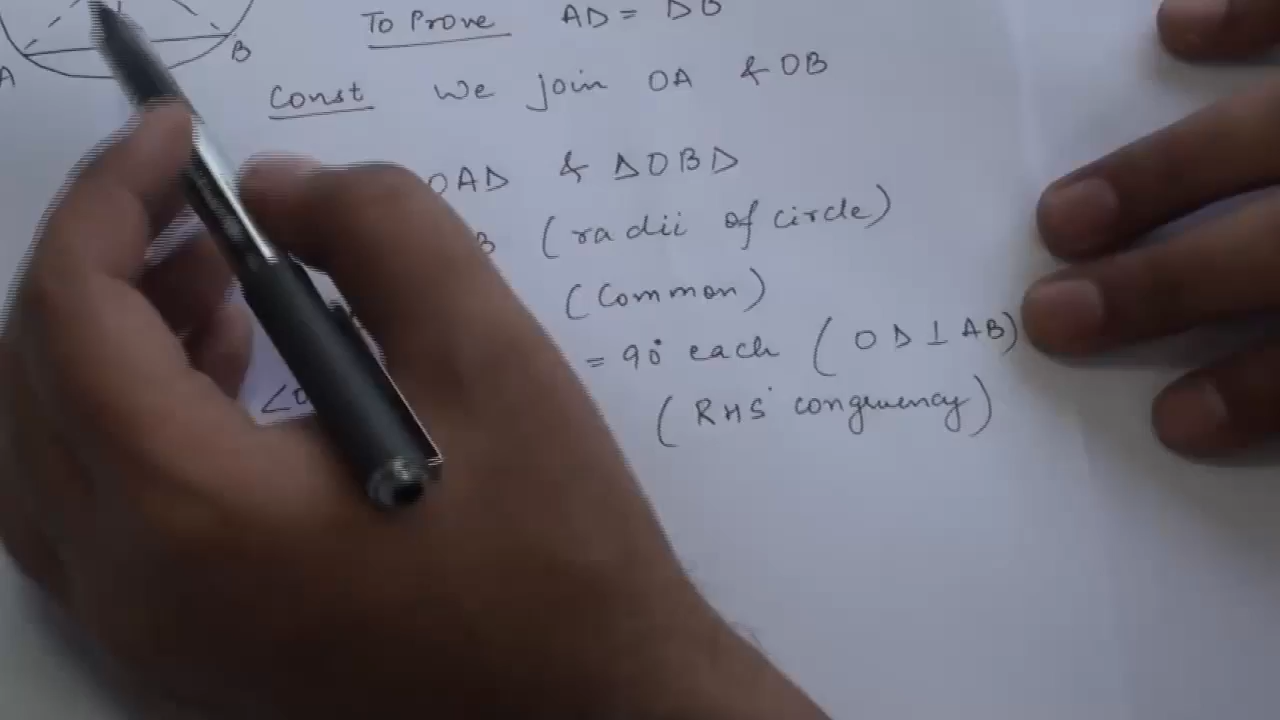 To Prove AD = DB
B
A
Const We join OA & OB
OAD & ΔOBD
B (radii of circle)
(Common)
= 90° each ( OD ⊥ AB)
∠O
( RHS congruency)